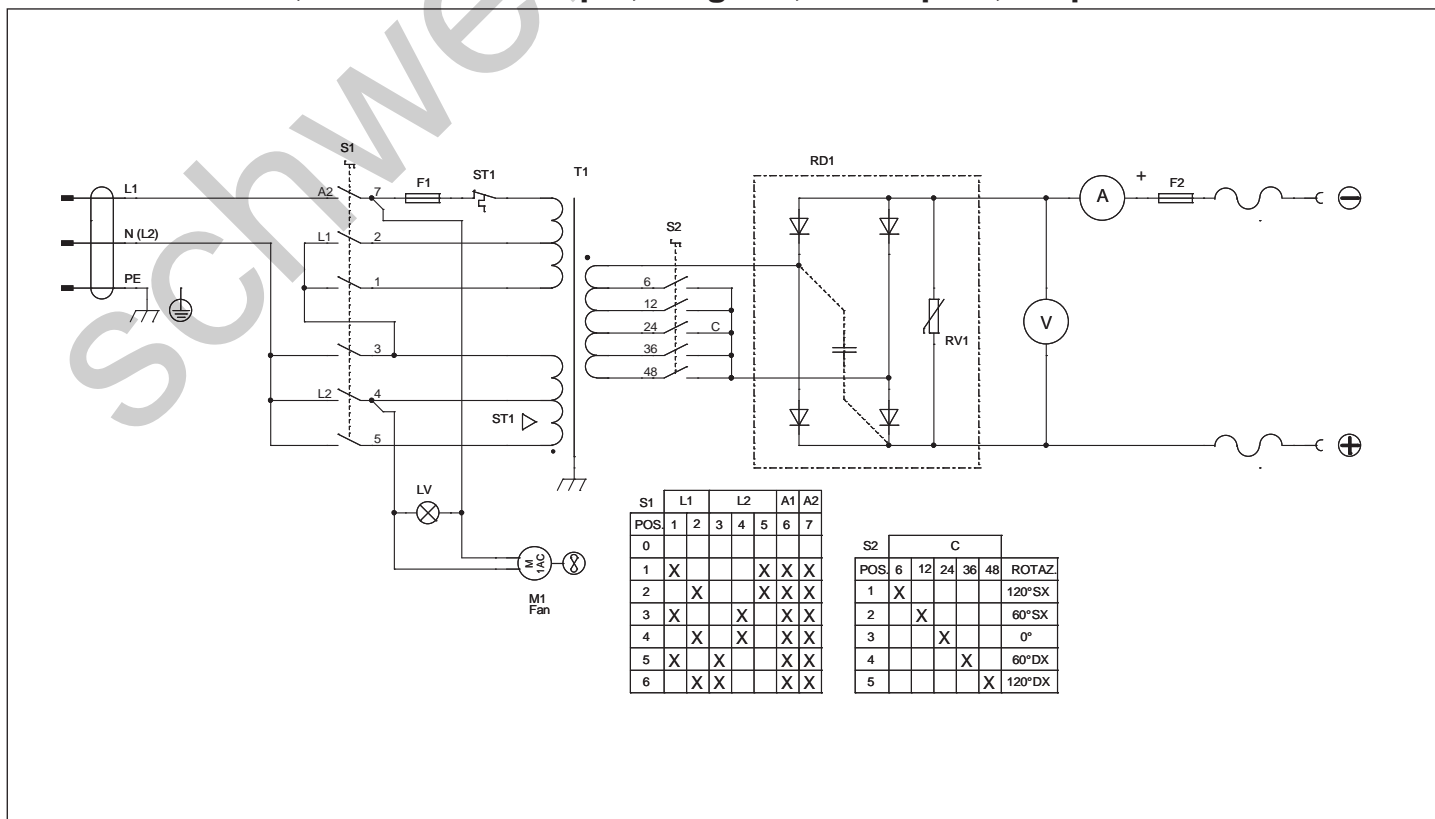 schwe
S1
A2
7
F1
ST1
T1
L1
N (L2)
PE
L1
2
1
3
L2
4
5
ST1
LV
M
1AC
M1
Fan
S2
6
12
24
C
36
48
RD1
RV1
V
A
+
F2
−
+
S1 L1 L2 A1 A2
POS. 1 2 3 4 5 6 7
0
1 X X X X
2 X X X X
3 X X X X
4 X X X X
5 X X X X
6 X X X X
S2 C
POS. 6 12 24 36 48 ROTAZ.
1 X 120°SX
2 X 60°SX
3 X 0°
4 X 60°DX
5 X 120°DX